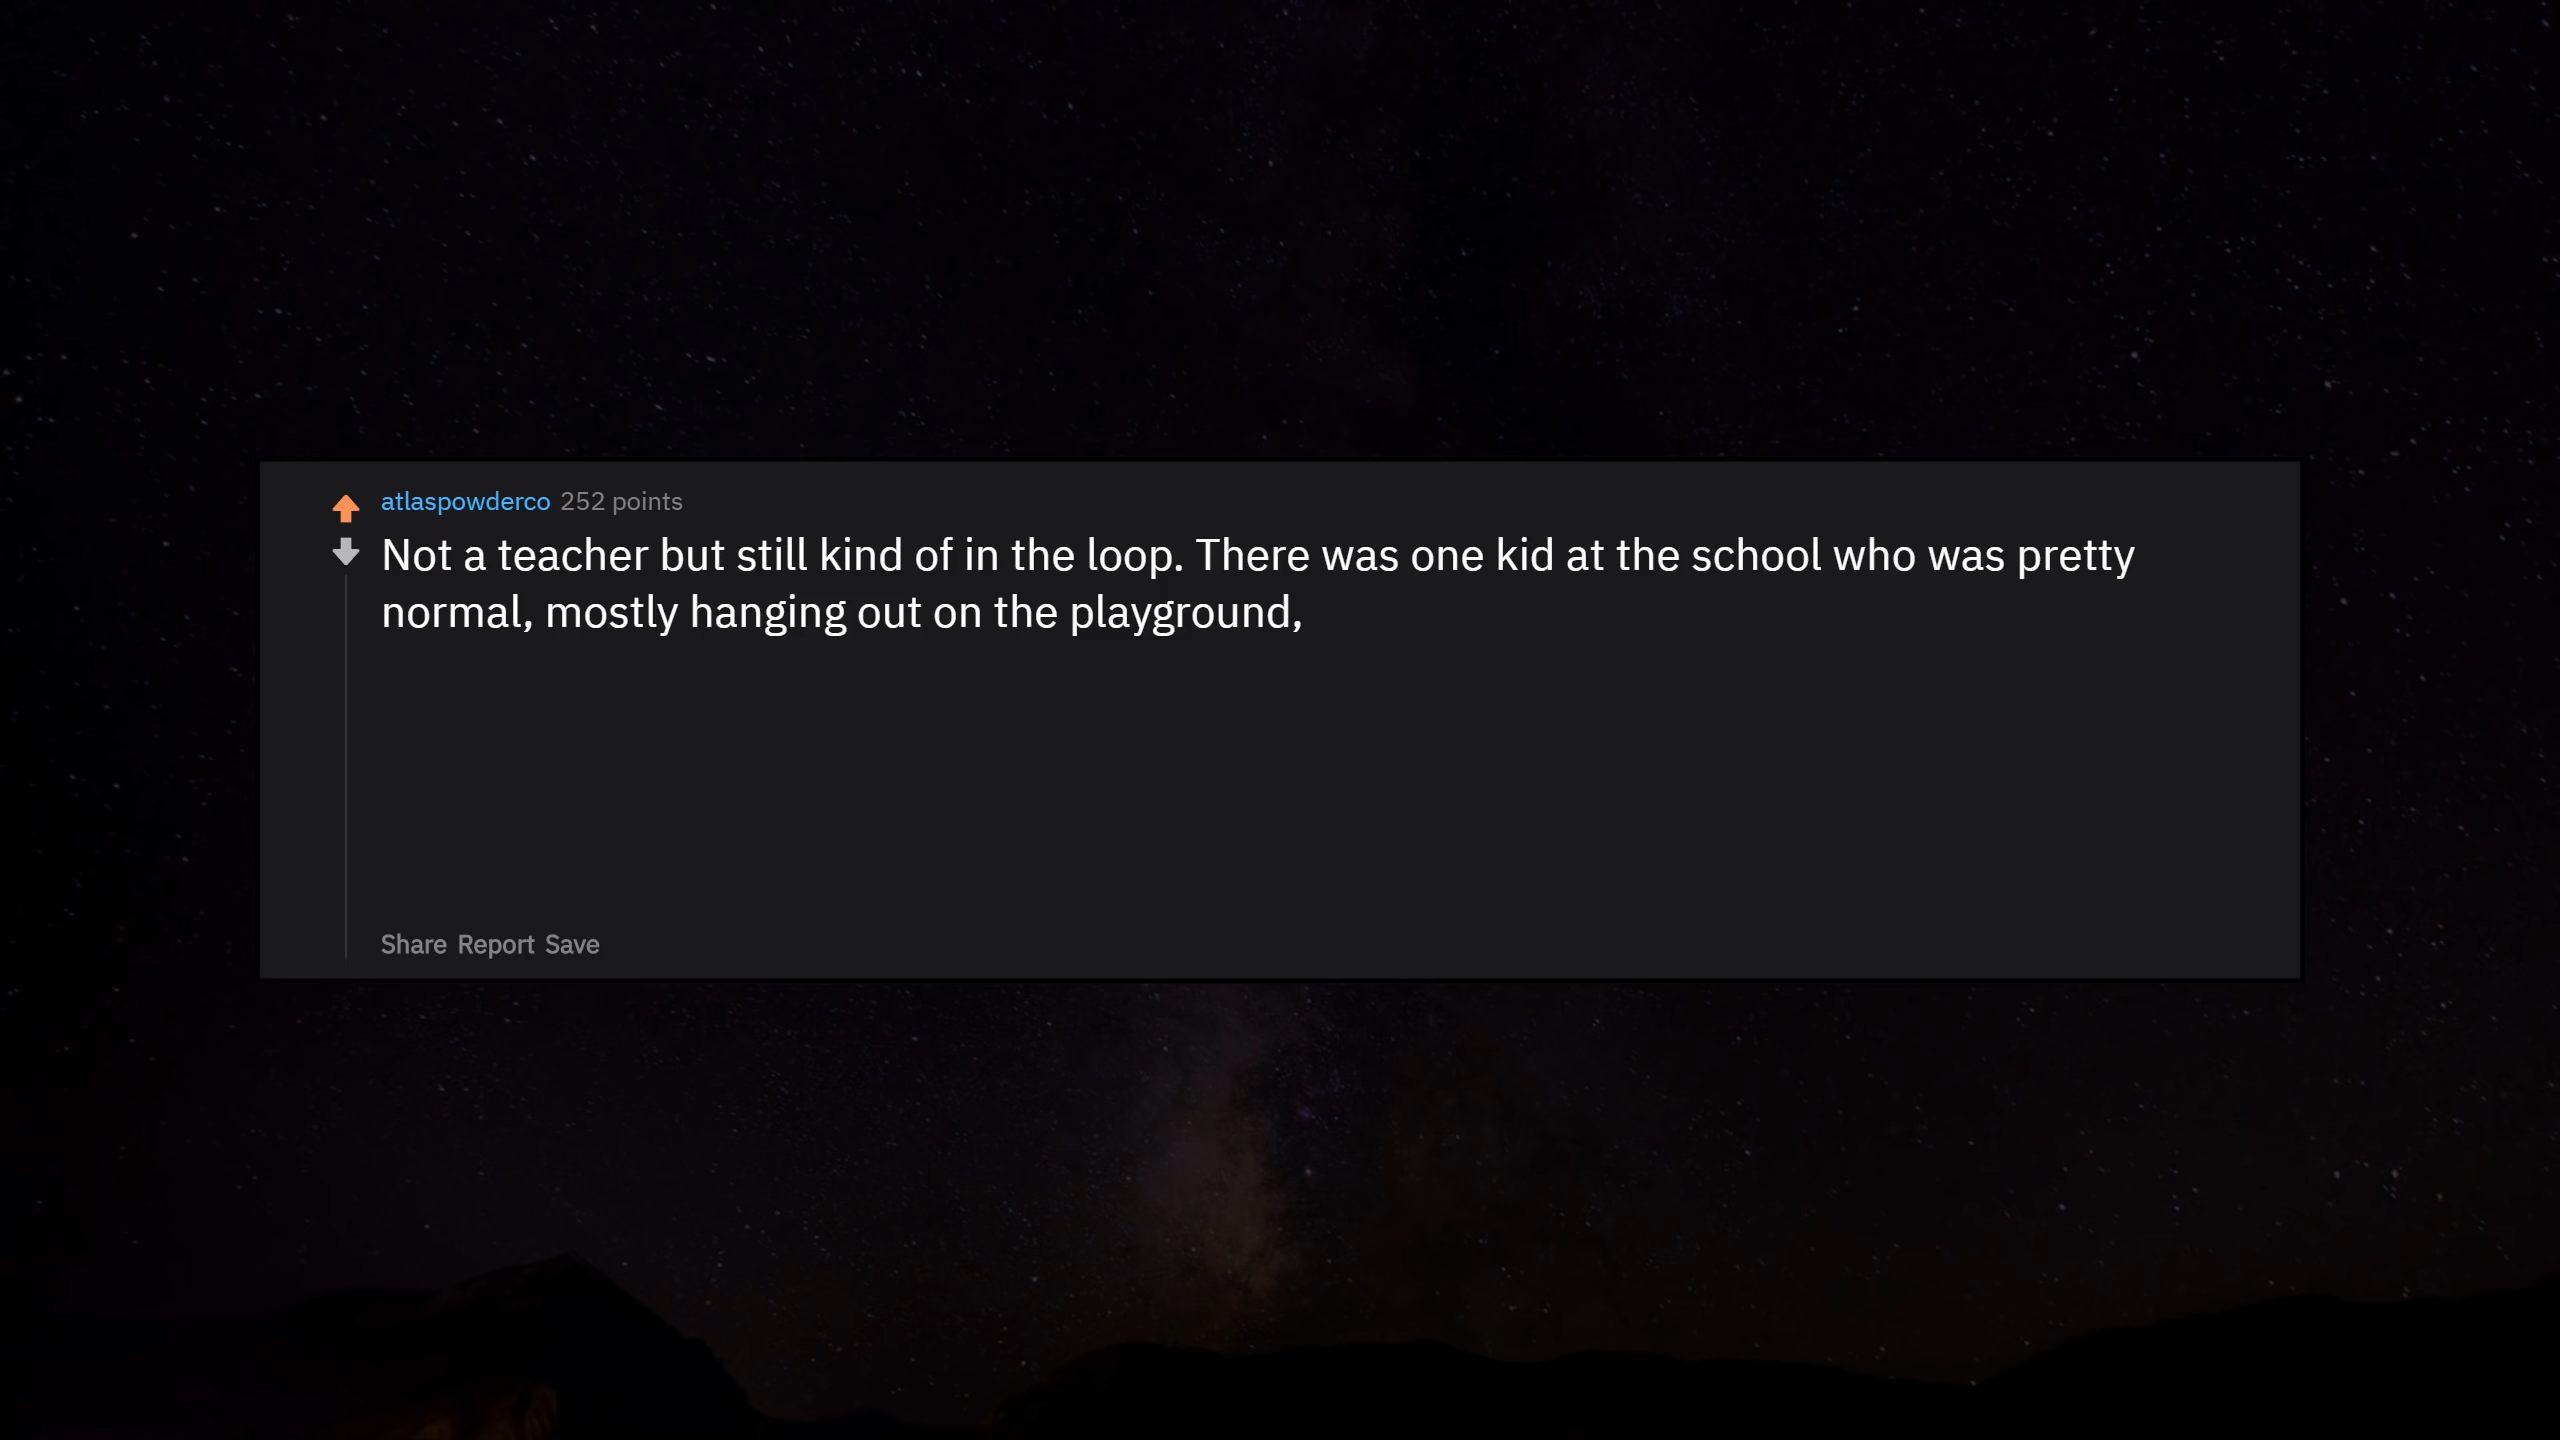 atlaspowderco 252 points
Not a teacher but still kind of in the loop. There was one kid at the school who was pretty
normal, mostly hanging out on the playground,
Share Report Save